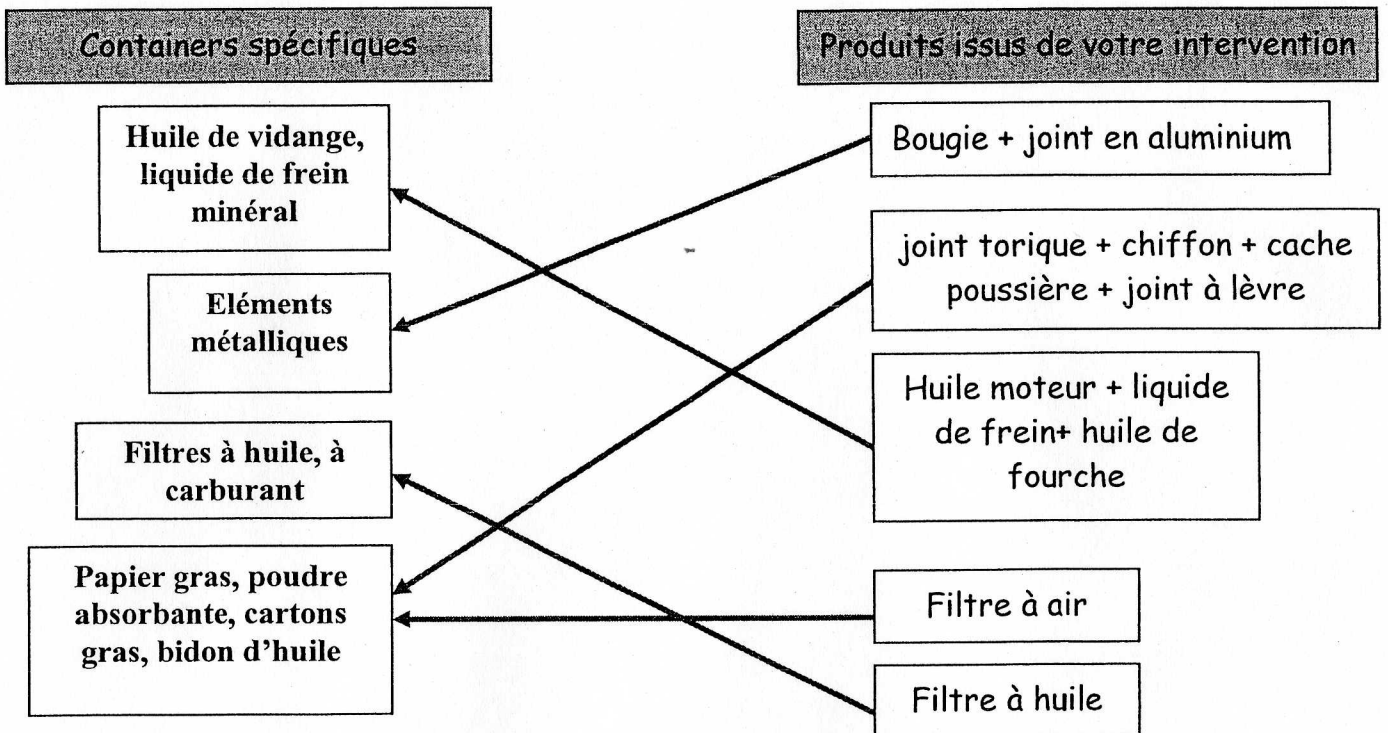 Containers spécifiques
Huile de vidange,
liquide de frein
minéral
Eléments
métalliques
Filtres à huile, à
carburant
Papier gras, poudre
absorbante, cartons
gras, bidon d'huile
Produits issus de votre intervention
Bougie + joint en aluminium
joint torique + chiffon + cache
poussière + joint à lèvre
Huile moteur + liquide
de frein+ huile de
fourche
Filtre à air
Filtre à huile